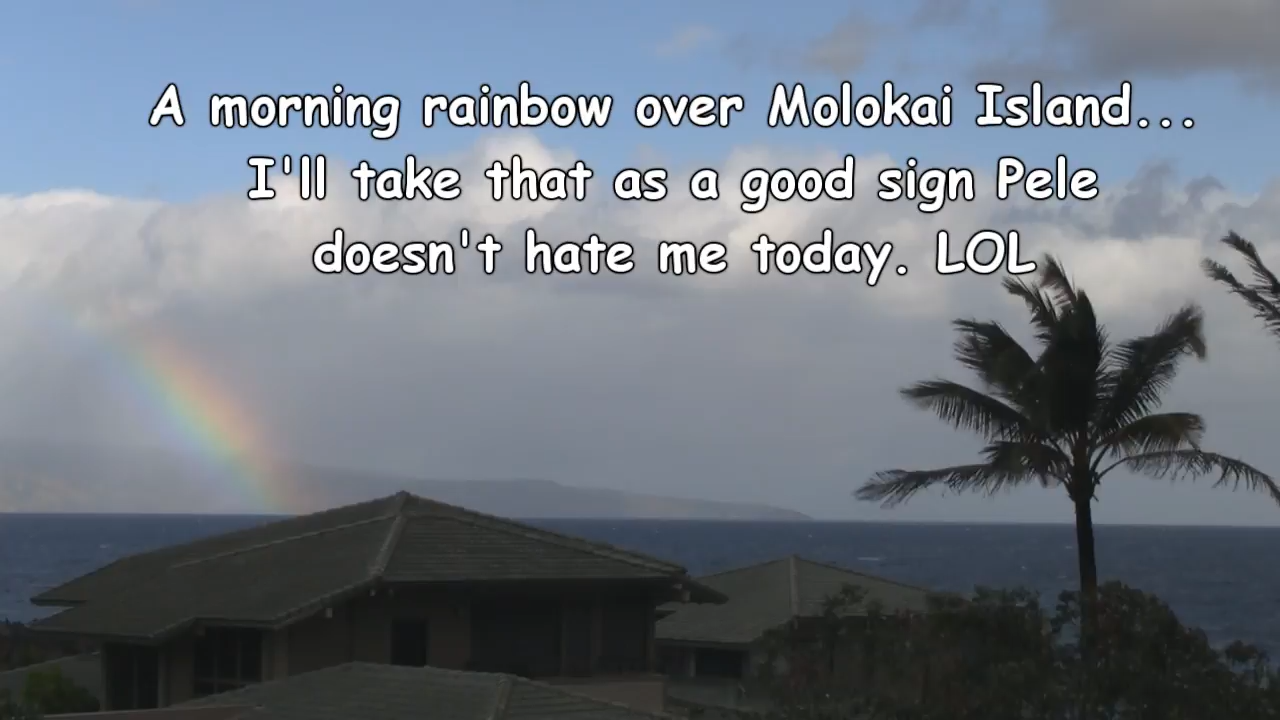 A morning rainbow over Molokai Island...
I'll take that as a good sign Pele
doesn't hate me today. LOL